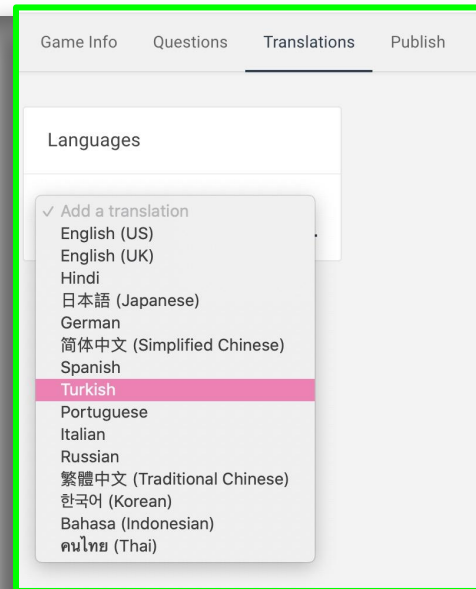 Game Info Questions Translations Publish
Languages
✓ Add a translation
English (US)
English (UK)
Hindi
日本語 (Japanese)
German
简体中文 (Simplified Chinese)
Spanish
Turkish
Portuguese
Italian
Russian
繁體中文 (Traditional Chinese)
한국어 (Korean)
Bahasa (Indonesian)
คนไทย (Thai)